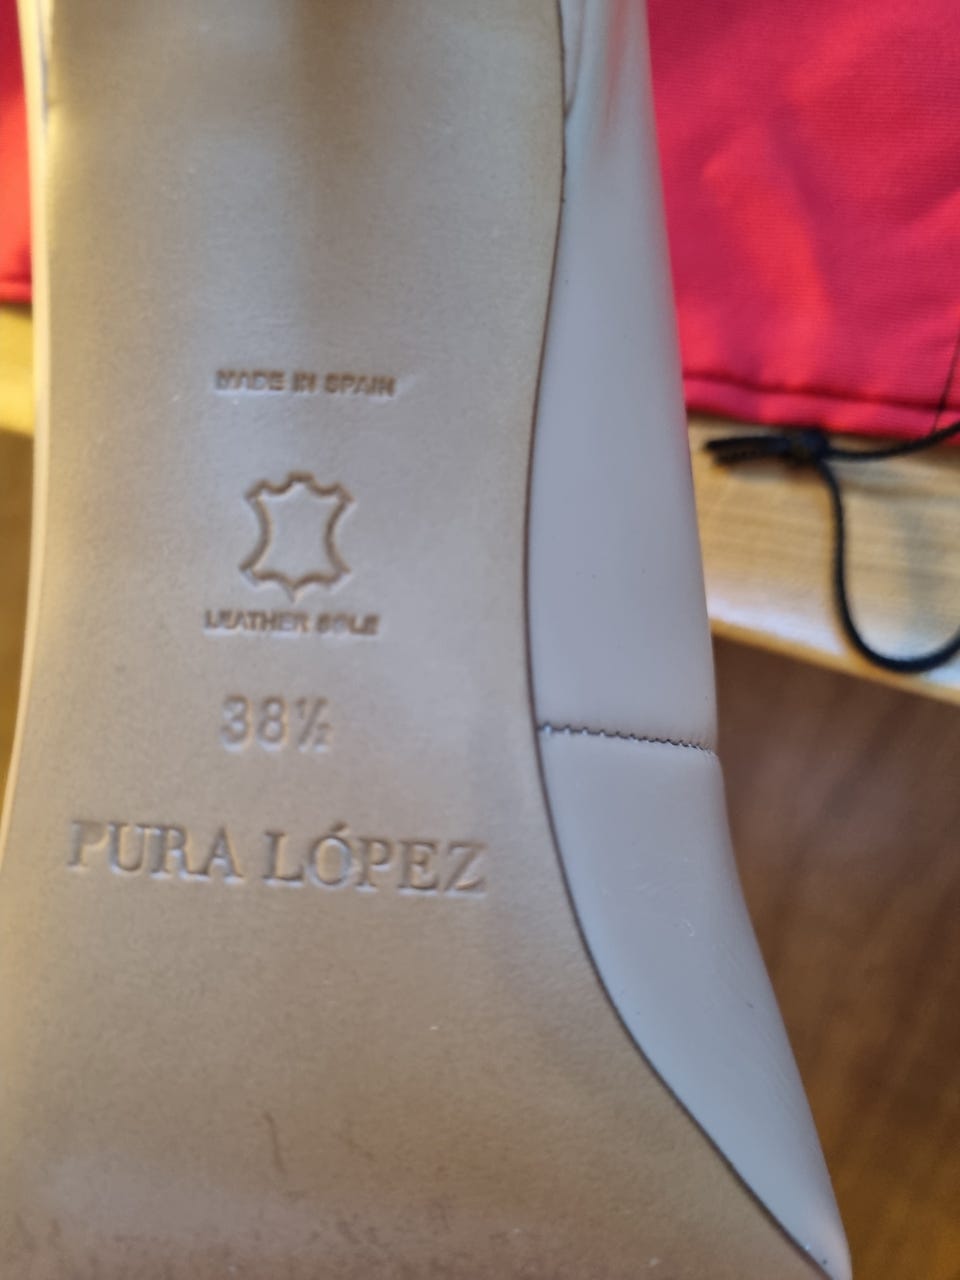 MADE IN SPAIN
LEATHER SOLE
38½
PURA LÓPEZ